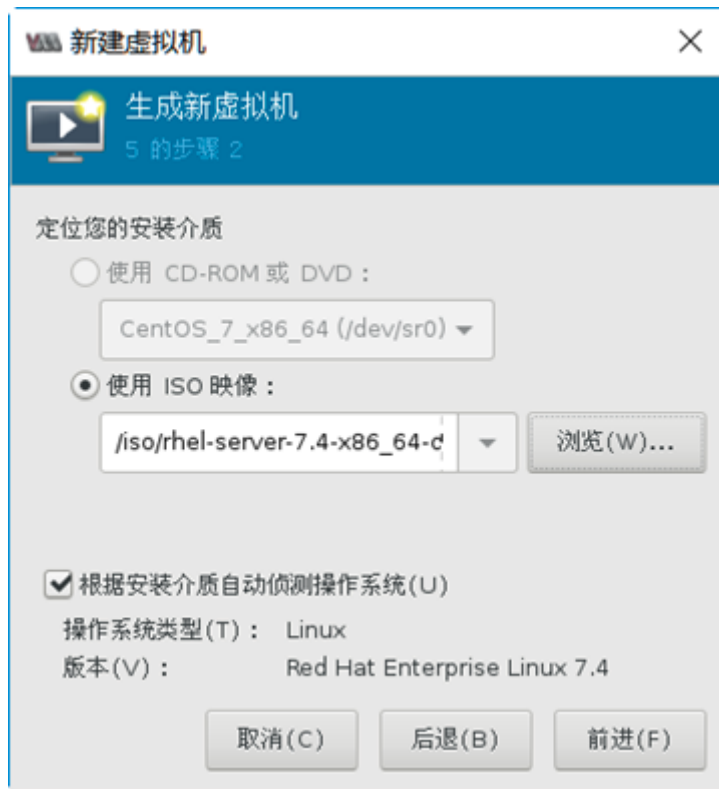 新建虚拟机
生成新虚拟机
5 的步骤 2
定位您的安装介质
使用 CD-ROM 或 DVD：
CentOS_7_x86_64 (/dev/sr0)
使用 ISO 映像：
/iso/rhel-server-7.4-x86_64-d 浏览(W)...
根据安装介质自动侦测操作系统(U)
操作系统类型(T)： Linux
版本(V)： Red Hat Enterprise Linux 7.4
取消(C) 后退(B) 前进(F)